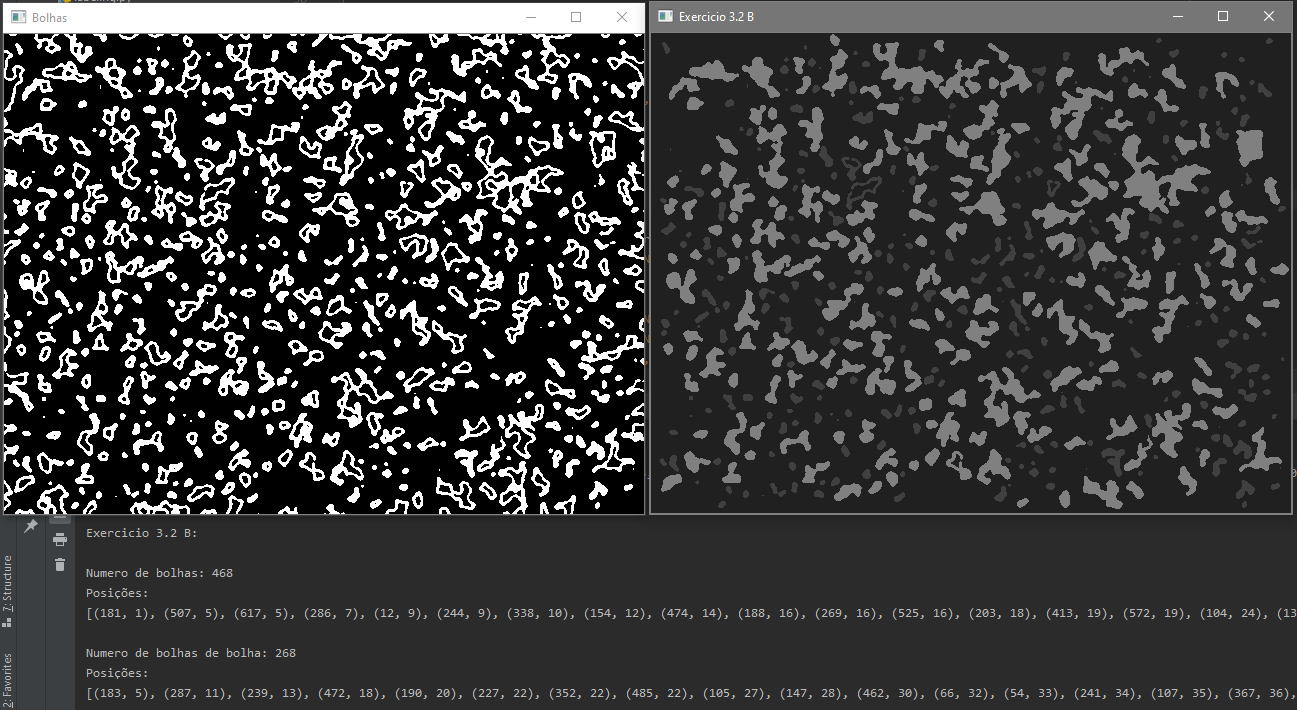 Bolhas
Exercicio 3.2 B
Exercicio 3.2 B:
Numero de bolhas: 468
Posições:
[(181, 1), (507, 5), (617, 5), (286, 7), (12, 9), (244, 9), (338, 10), (154, 12), (474, 14), (188, 16), (269, 16), (525, 16), (203, 18), (413, 19), (572, 19), (104, 24), (13
Numero de bolhas de bolha: 268
Posições:
[(183, 5), (287, 11), (239, 13), (472, 18), (190, 20), (227, 22), (352, 22), (485, 22), (105, 27), (147, 28), (462, 30), (66, 32), (54, 33), (241, 34), (107, 35), (367, 36),
7: Structure
2: Favorites